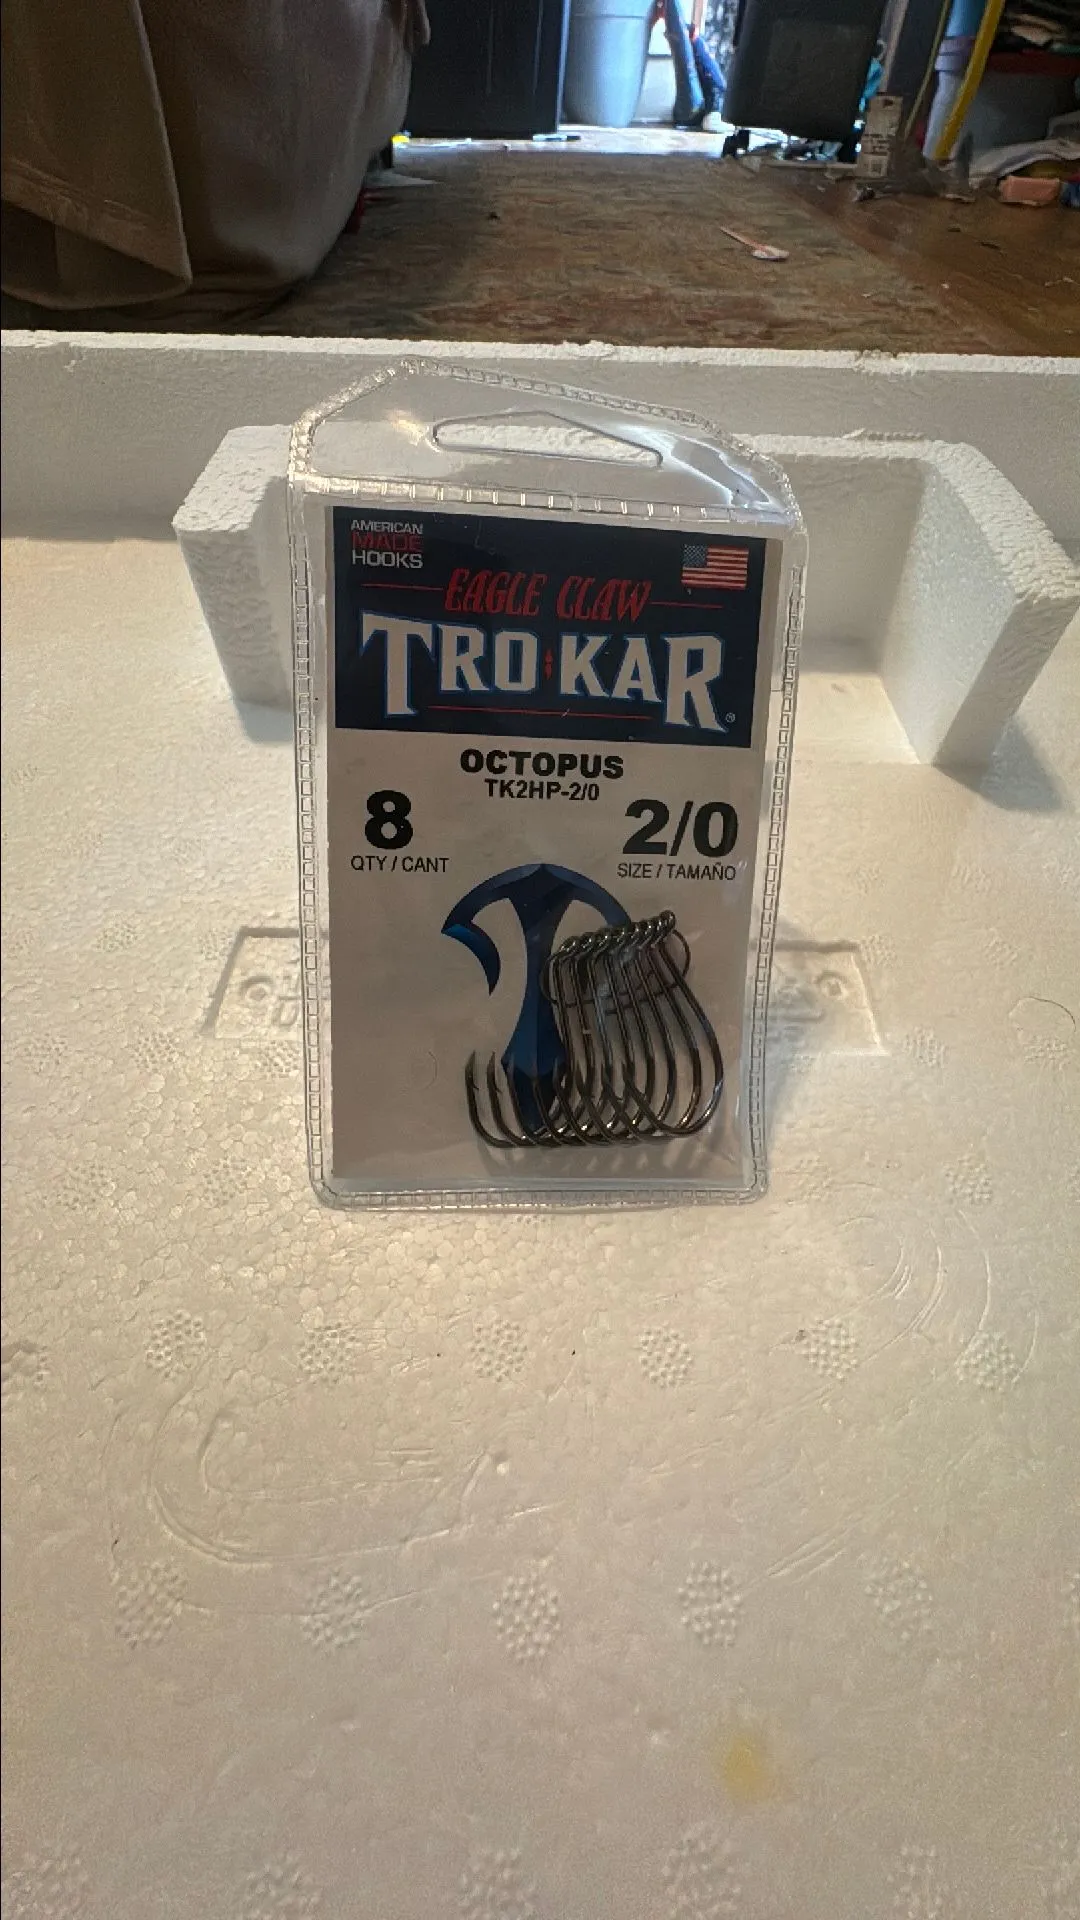 AMERICAN
MADE
HOOKS
EAGLE CLAW
TRO KAR®
OCTOPUS
TK2HP-2/0
8
QTY / CANT
2/0
SIZE / TAMAÑO